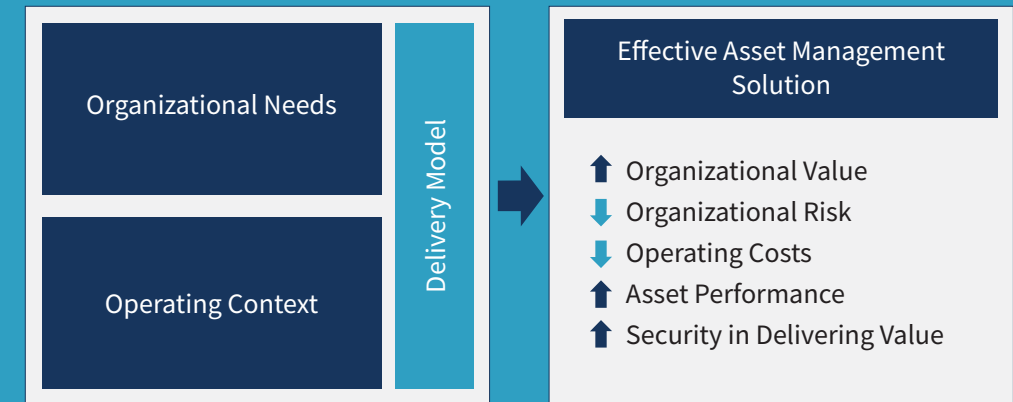 Organizational Needs
Operating Context
Delivery Model
Effective Asset Management
Solution
Organizational Value
Organizational Risk
Operating Costs
Asset Performance
Security in Delivering Value